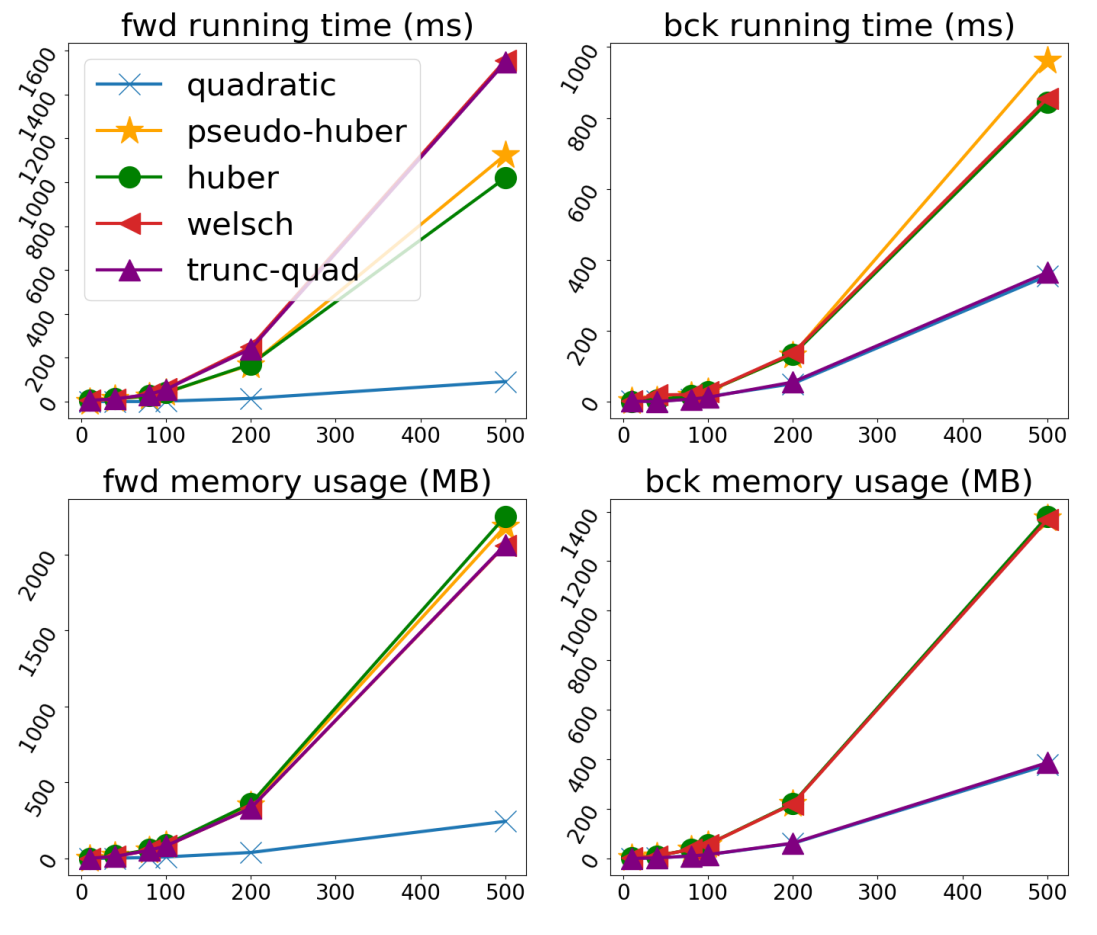 fwd running time (ms)
1600
1400
1200
1000
800
600
400
200
0
quadratic
pseudo-huber
huber
welsch
trunc-quad
0 100 200 300 400 500
bck running time (ms)
1000
800
600
400
200
0
0 100 200 300 400 500
fwd memory usage (MB)
2000
1500
1000
500
0
0 100 200 300 400 500
bck memory usage (MB)
1400
1200
1000
800
600
400
200
0
0 100 200 300 400 500